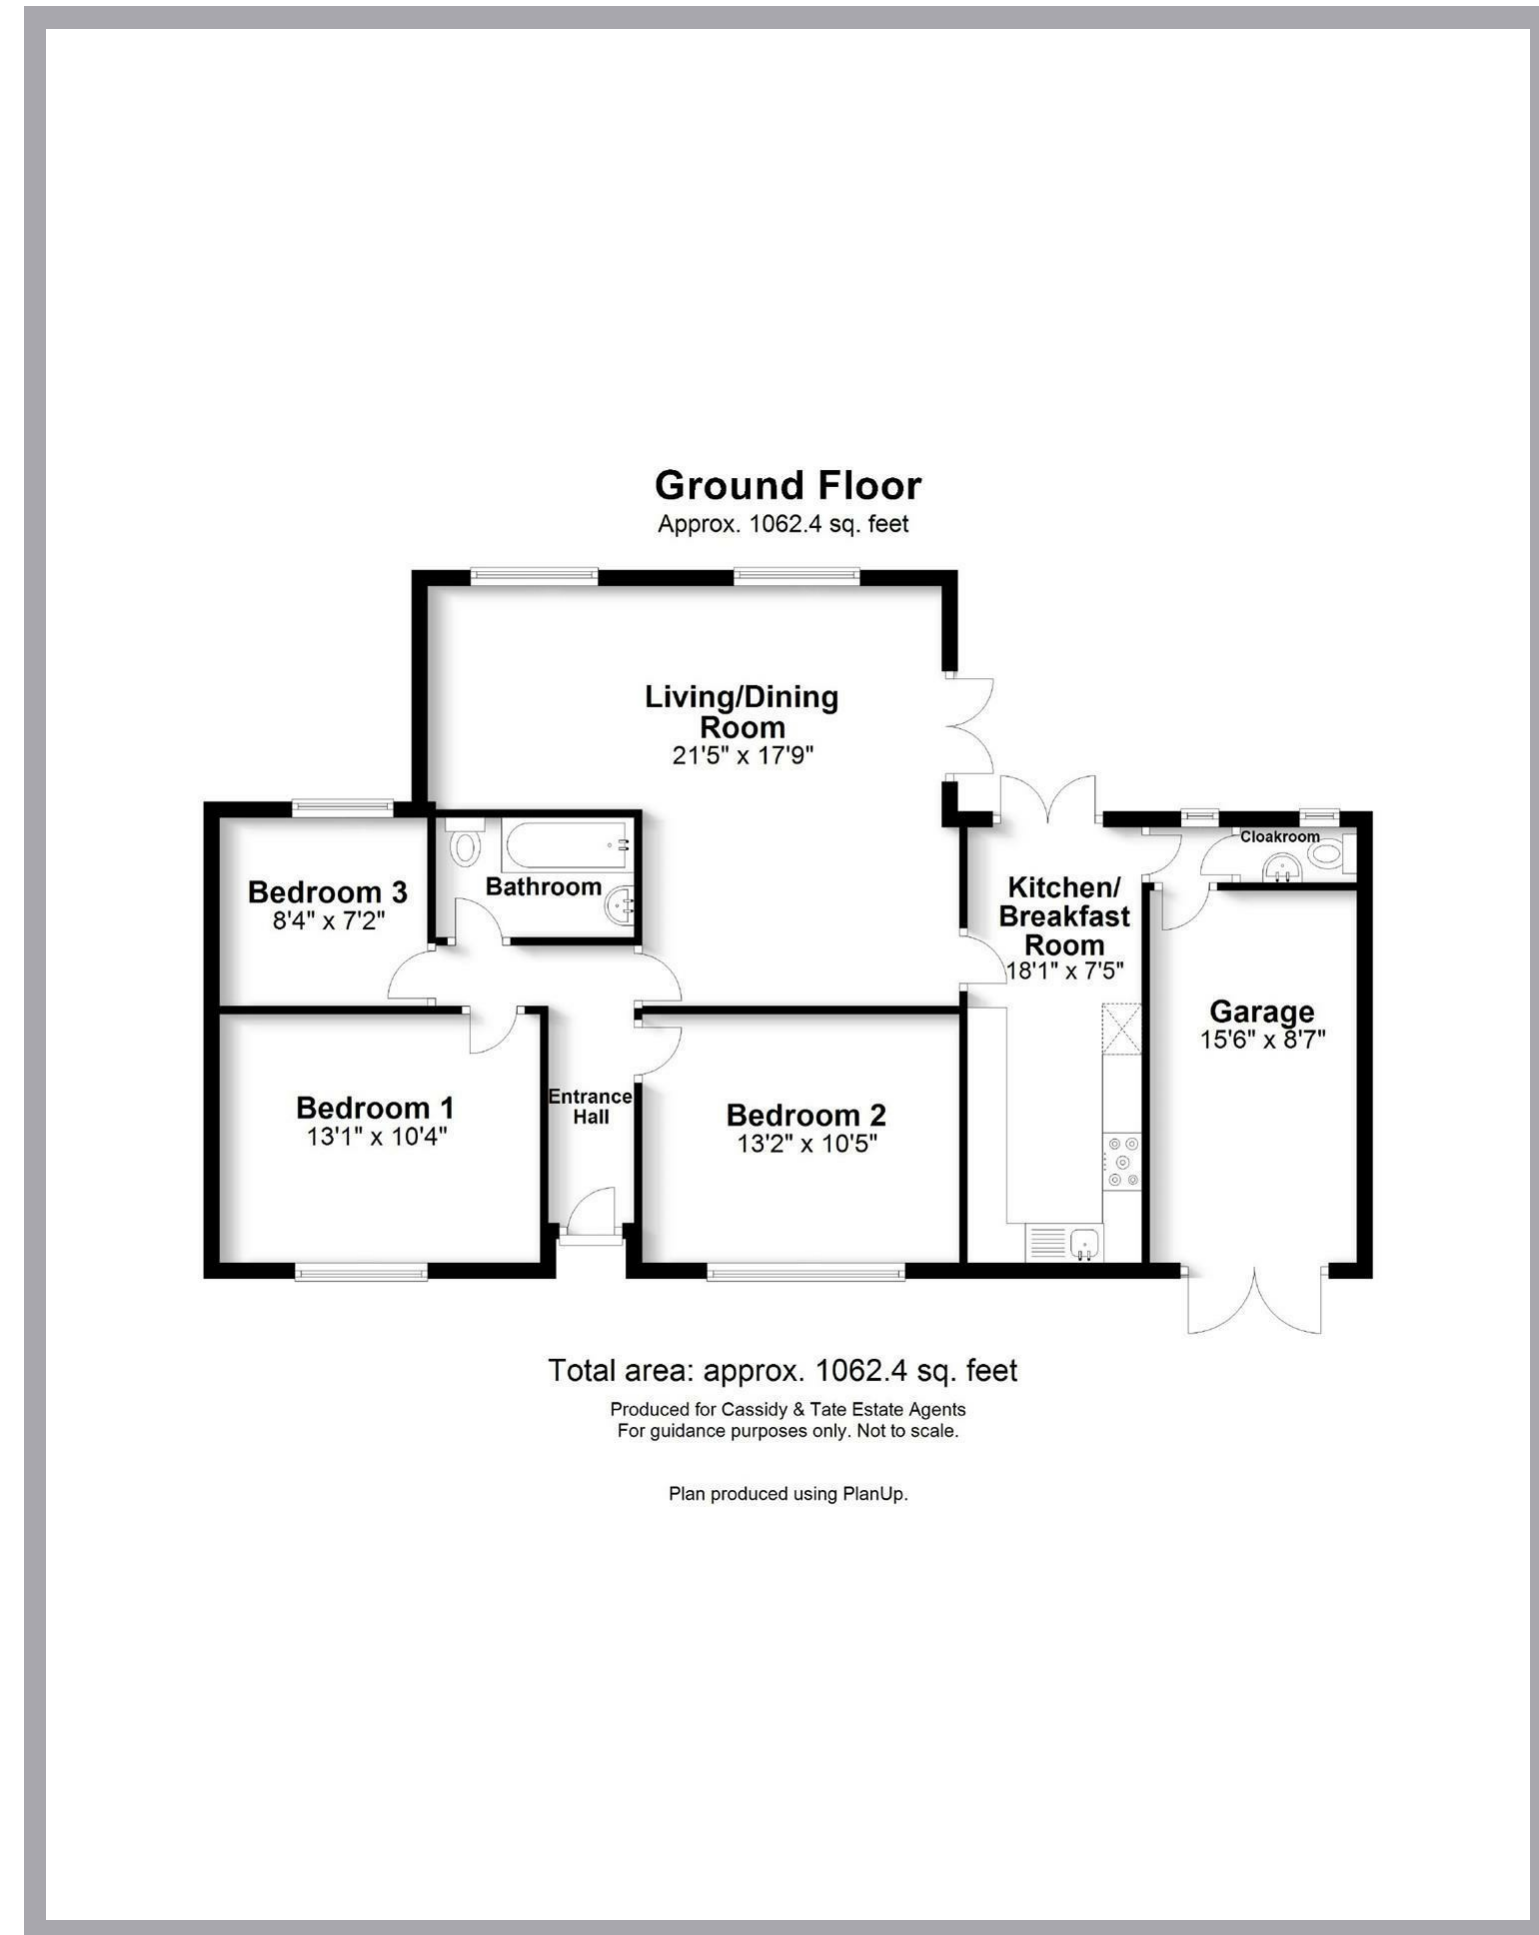 Ground Floor
Approx. 1062.4 sq. feet
Living/Dining
Room
21'5" x 17'9"
Cloakroom
Bedroom 3
8'4" x 7'2"
Bathroom
Kitchen/
Breakfast
Room
18'1" x 7'5"
Garage
15'6" x 8'7"
Bedroom 1
13'1" x 10'4"
Entrance
Hall
Bedroom 2
13'2" x 10'5"
Total area: approx. 1062.4 sq. feet
Produced for Cassidy & Tate Estate Agents
For guidance purposes only. Not to scale.
Plan produced using PlanUp.